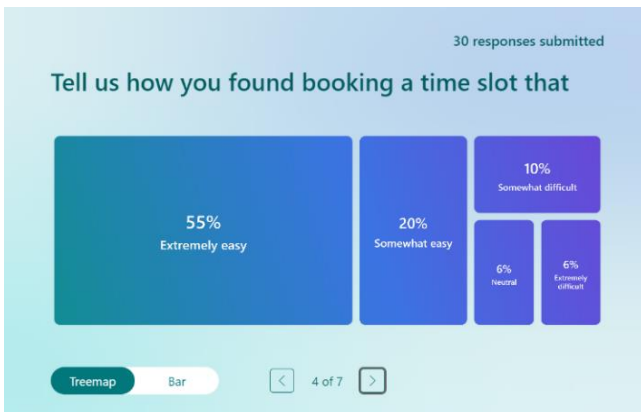 30 responses submitted
Tell us how you found booking a time slot that
55%
Extremely easy
20%
Somewhat easy
10%
Somewhat difficult
6%
Neutral
6%
Extremely
difficult
Treemap
Bar
4 of 7